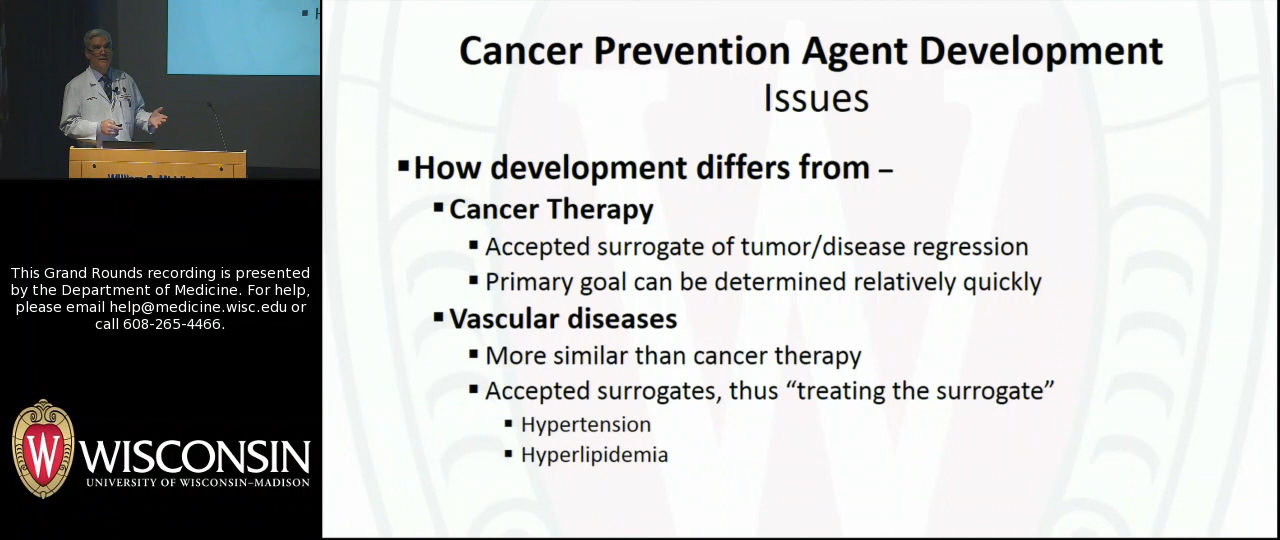 Cancer Prevention Agent Development
Issues
▪How development differs from –
▪Cancer Therapy
▪Accepted surrogate of tumor/disease regression
▪Primary goal can be determined relatively quickly
▪Vascular diseases
▪More similar than cancer therapy
▪Accepted surrogates, thus “treating the surrogate”
▪Hypertension
▪Hyperlipidemia
This Grand Rounds recording is presented
by the Department of Medicine. For help,
please email help@medicine.wisc.edu or
call 608-265-4466.
W
WISCONSIN
UNIVERSITY OF WISCONSIN–MADISON